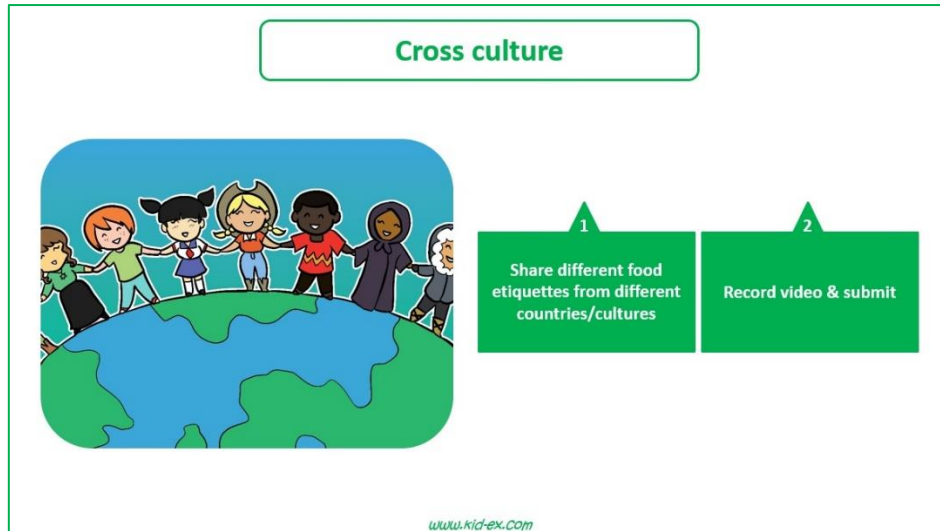 Cross culture
1
Share different food
etiquettes from different
countries/cultures
2
Record video & submit
www.kid-ex.com